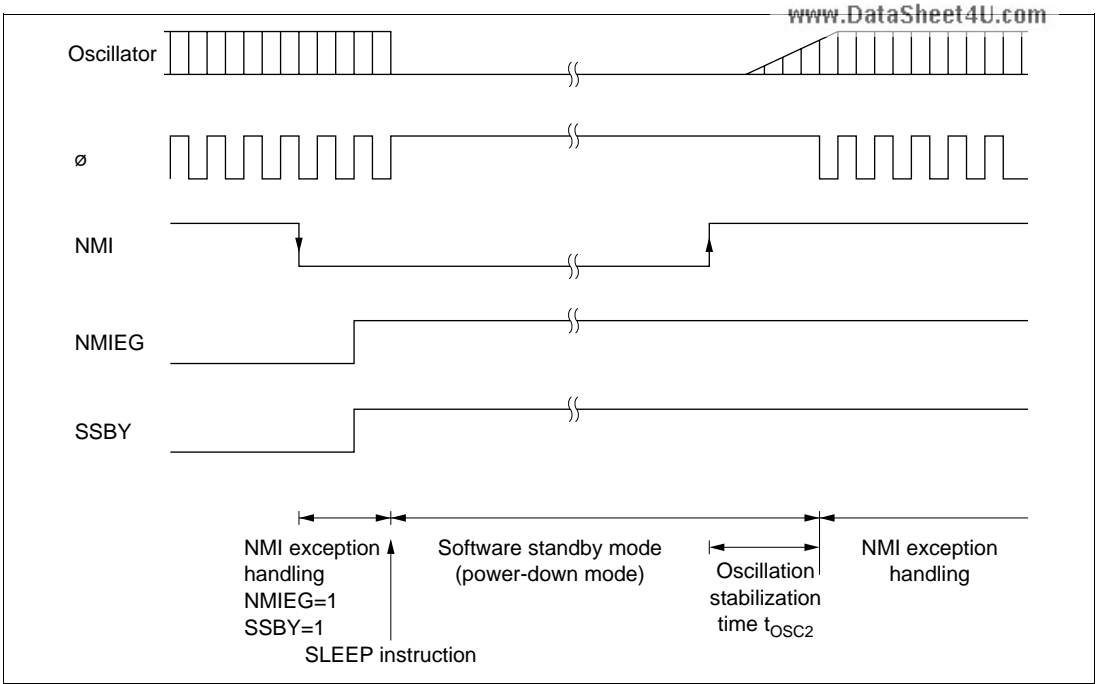 www.DataSheet4U.com
Oscillator
ø
NMI
NMIEG
SSBY
NMI exception
handling
NMIEG=1
SSBY=1
SLEEP instruction
Software standby mode
(power-down mode)
Oscillation
stabilization
time tOSC2
NMI exception
handling